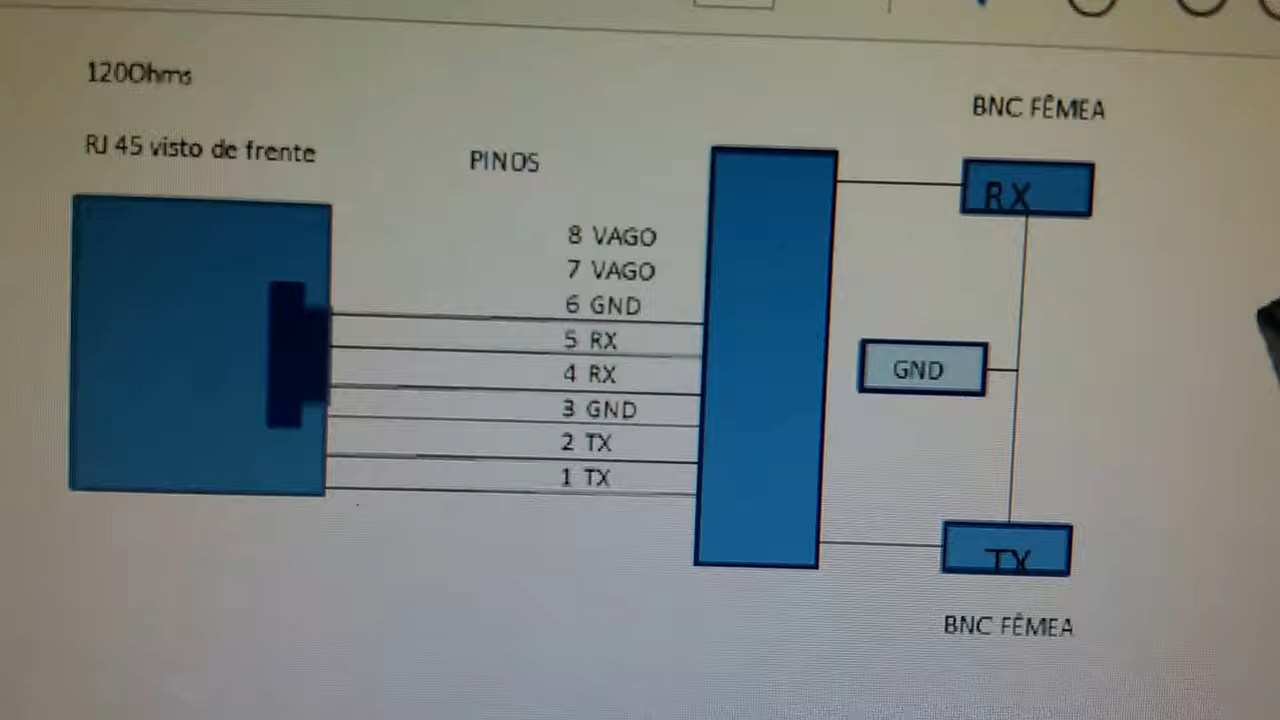 120Ohms
BNC FÊMEA
RJ 45 visto de frente
PINOS
RX
8 VAGO
7 VAGO
6 GND
5 RX
4 RX
GND
3 GND
2 TX
1 TX
TX
BNC FÊMEA